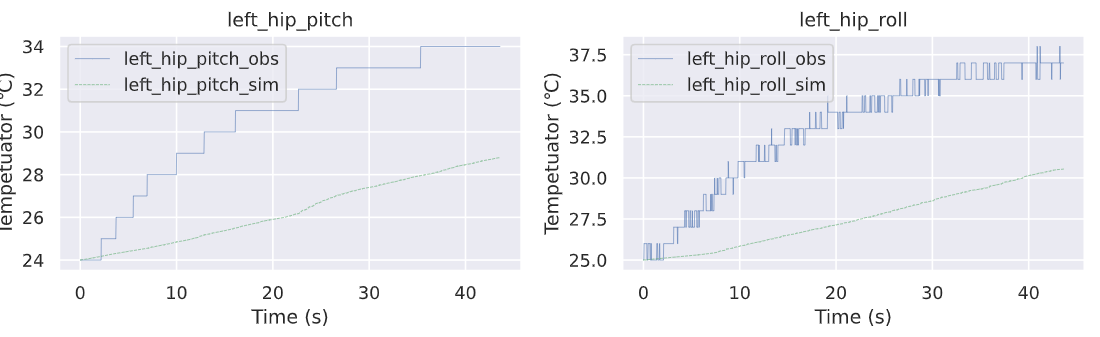 left_hip_pitch
34
32
30
28
26
24
left_hip_pitch_obs
left_hip_pitch_sim
0
10
20
30
40
Time (s)
left_hip_roll
Tempetuator (℃)
37.5
35.0
32.5
30.0
27.5
25.0
left_hip_roll_obs
left_hip_roll_sim
0
10
20
30
40
Time (s)